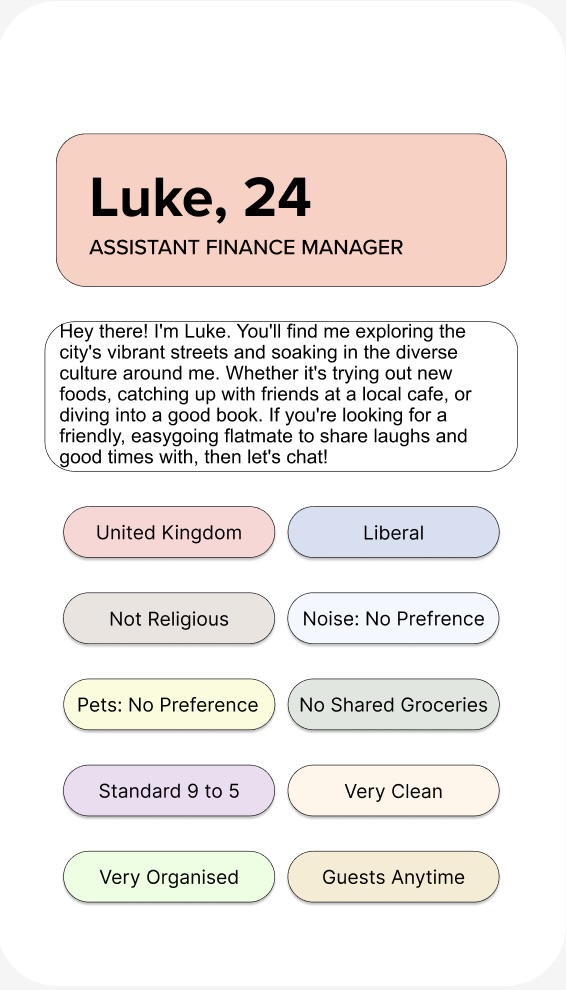 Luke, 24
ASSISTANT FINANCE MANAGER
Hey there! I'm Luke. You'll find me exploring the
city's vibrant streets and soaking in the diverse
culture around me. Whether it's trying out new
foods, catching up with friends at a local cafe, or
diving into a good book. If you're looking for a
friendly, easygoing flatmate to share laughs and
good times with, then let's chat!
United Kingdom
Liberal
Not Religious
Noise: No Prefrence
Pets: No Preference
No Shared Groceries
Standard 9 to 5
Very Clean
Very Organised
Guests Anytime